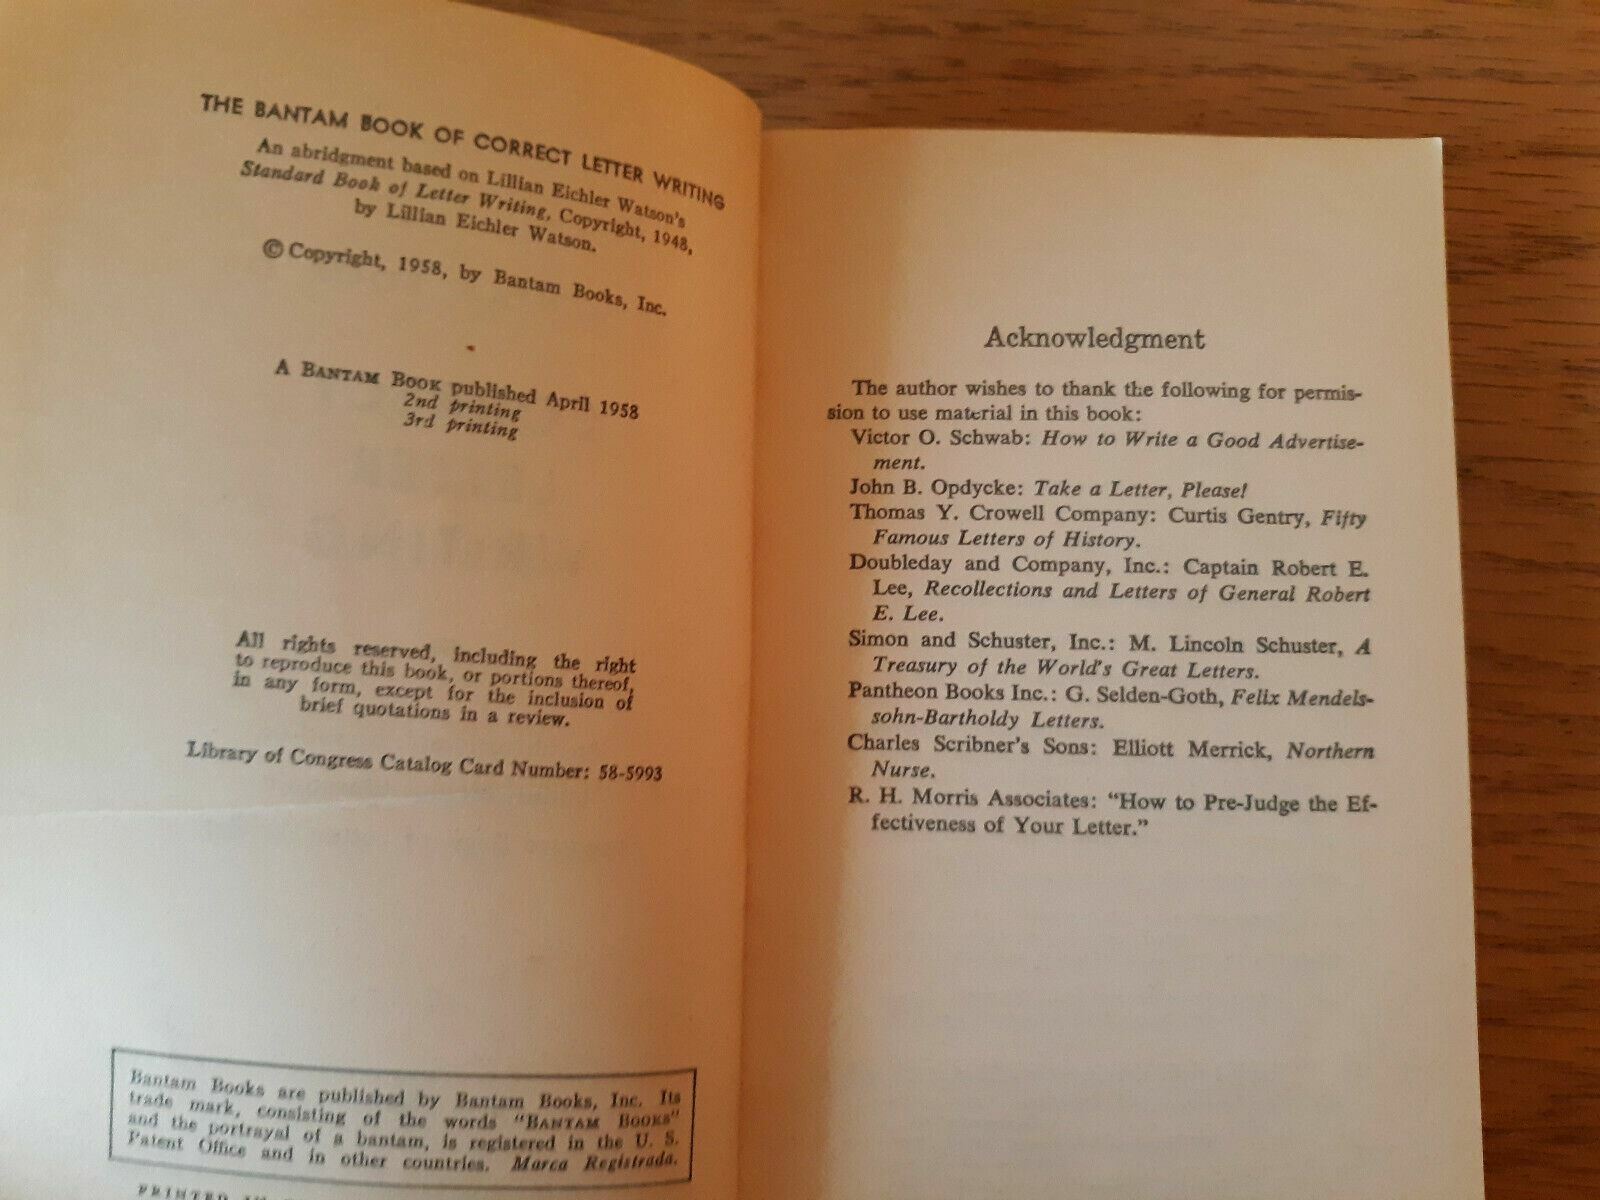 THE BANTAM BOOK OF CORRECT LETTER WRITING
An abridgment based on Lillian Eichler Watson's
Standard Book of Letter Writing, Copyright, 1948,
by Lillian Eichler Watson.
© Copyright, 1958, by Bantam Books, Inc.
A BANTAM BOOK published April 1958
2nd printing
3rd printing
All rights reserved, including the right
to reproduce this book, or portions thereof,
in any form, except for the inclusion of
brief quotations in a review.
Library of Congress Catalog Card Number: 58-5993
Bantam Books are published by Bantam Books, Inc. Its
trade mark, consisting of the words "BANTAM BOOKS"
and the portrayal of a bantam, is registered in the U. S.
Patent Office and in other countries. Marca Registrada.
PRINTED
Acknowledgment
The author wishes to thank the following for permis-
sion to use material in this book:
Victor O. Schwab: How to Write a Good Advertise-
ment.
John B. Opdycke: Take a Letter, Please!
Thomas Y. Crowell Company: Curtis Gentry, Fifty
Famous Letters of History.
Doubleday and Company, Inc.: Captain Robert E.
Lee, Recollections and Letters of General Robert
E. Lee.
Simon and Schuster, Inc.: M. Lincoln Schuster, A
Treasury of the World's Great Letters.
Pantheon Books Inc.: G. Selden-Goth, Felix Mendels-
sohn-Bartholdy Letters.
Charles Scribner's Sons: Elliott Merrick, Northern
Nurse.
R. H. Morris Associates: "How to Pre-Judge the Ef-
fectiveness of Your Letter."